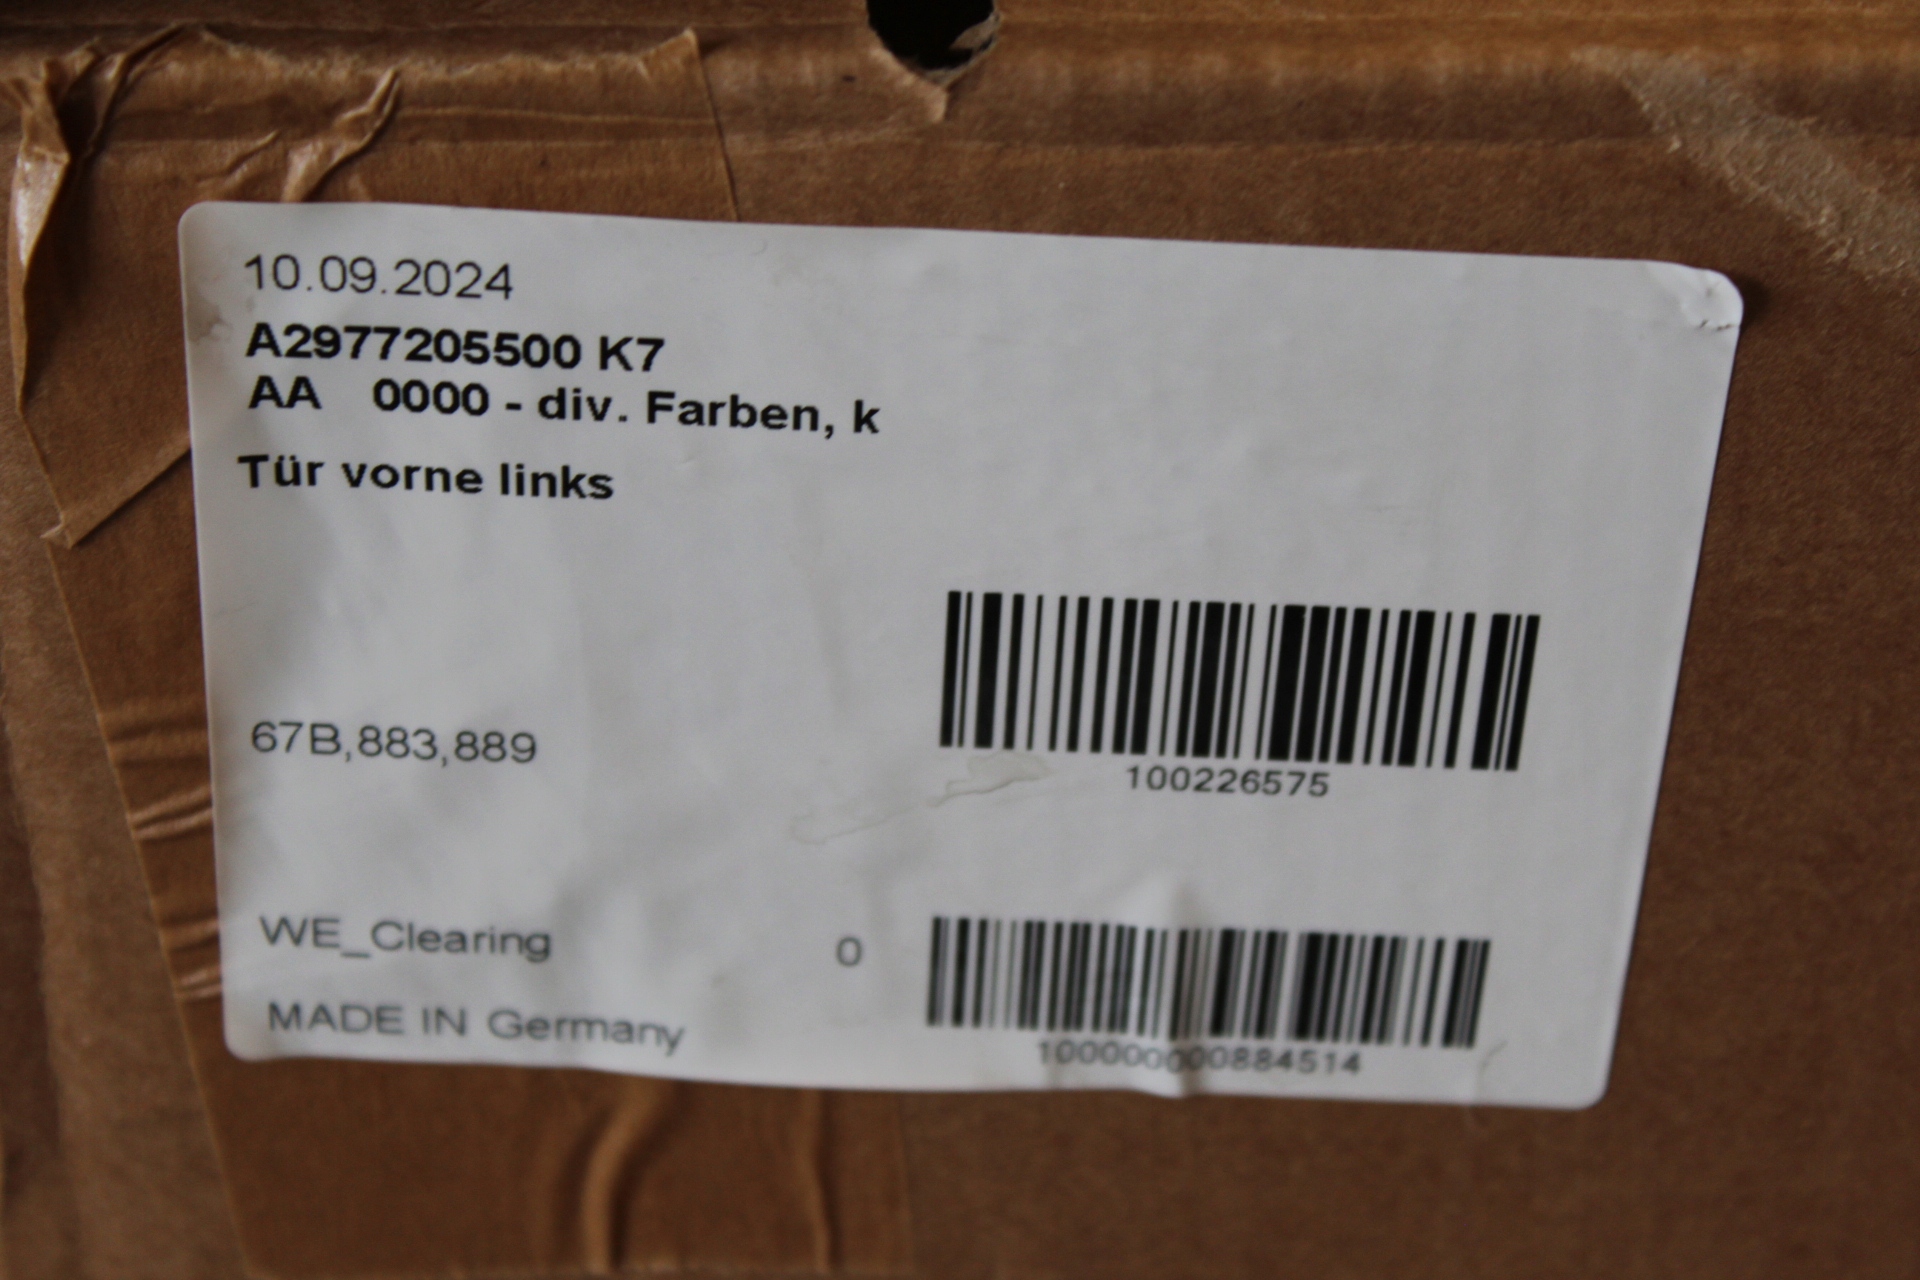 10.09.2024
A2977205500 K7
AA 0000 - div. Farben, k
Tür vorne links
100226575
67B,883,889
WE_Clearing 0
MADE IN Germany
100000000884514